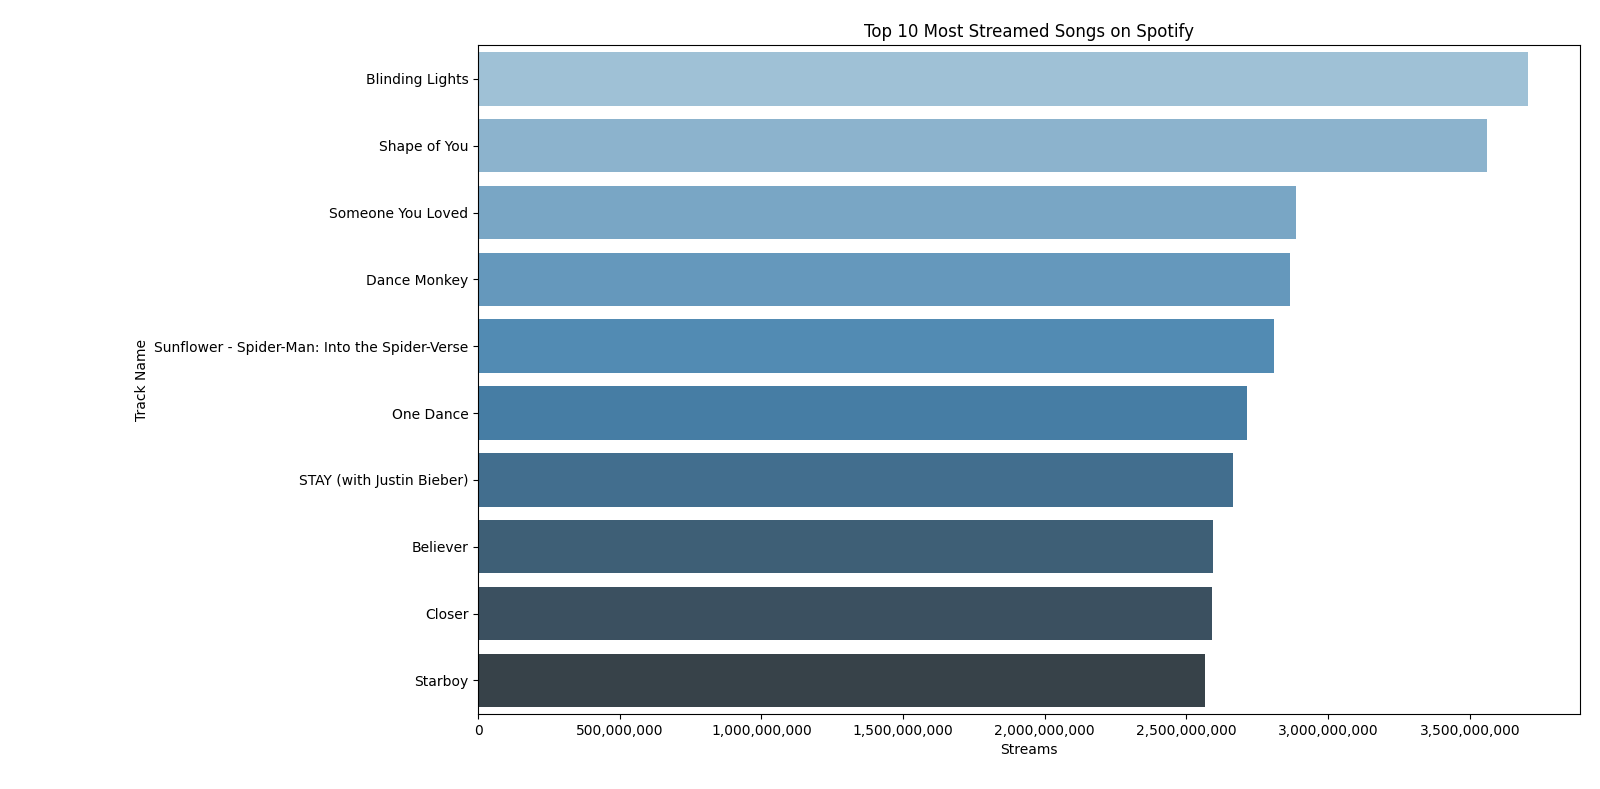 Top 10 Most Streamed Songs on Spotify
Track Name
Blinding Lights
Shape of You
Someone You Loved
Dance Monkey
Sunflower - Spider-Man: Into the Spider-Verse
One Dance
STAY (with Justin Bieber)
Believer
Closer
Starboy
0 500,000,000 1,000,000,000 1,500,000,000 2,000,000,000 2,500,000,000 3,000,000,000 3,500,000,000
Streams